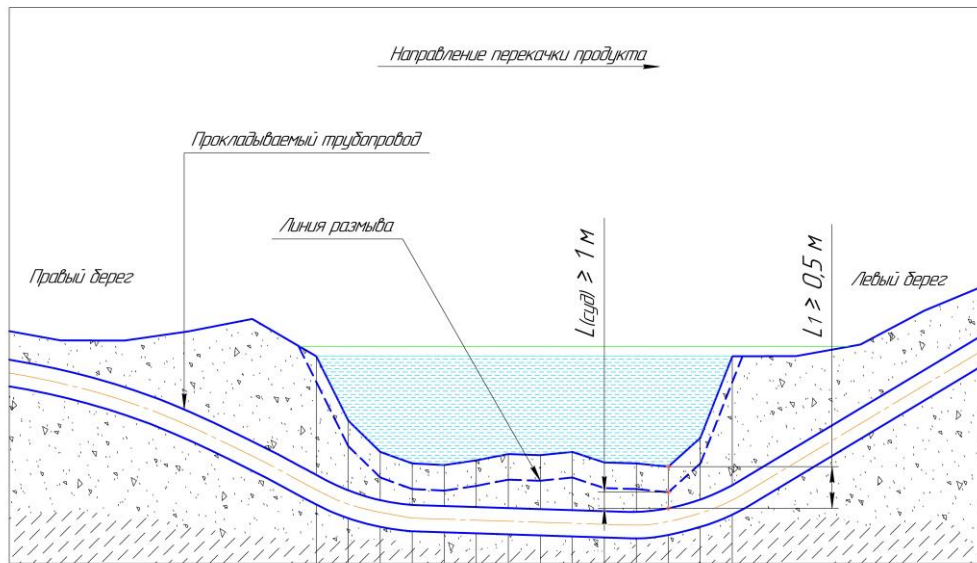 Направление перекачки продукта
Прокладываемый трубопровод
Линия размыва
Правый берег
L(суд) ≥ 1 м
L1 ≥ 0,5 м
Левый берег